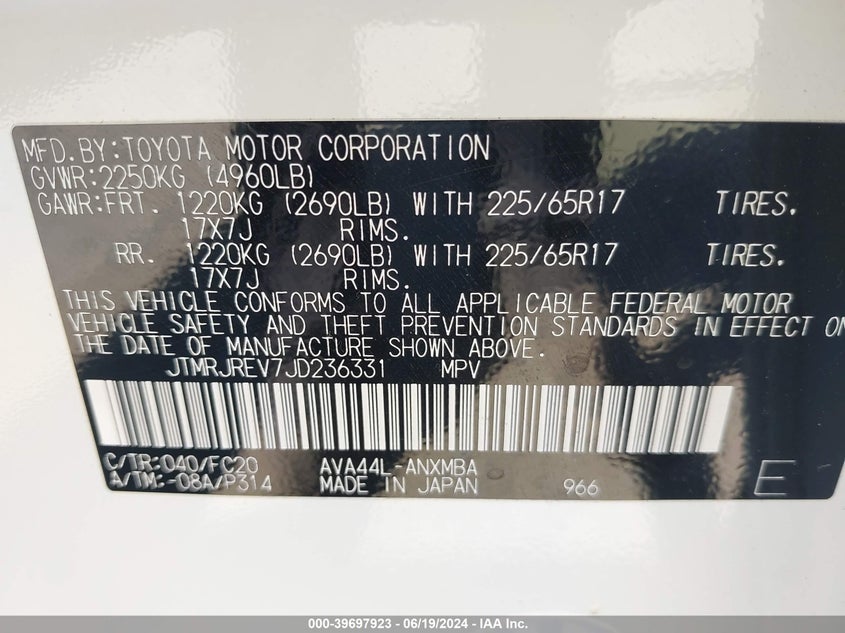 MFD.BY:TOYOTA MOTOR CORPORATION
GVWR:2250KG (4960LB)
GAWR:FRT. 1220KG (2690LB) WITH 225/65R17 TIRES.
17X7J RIMS.
RR. 1220KG (2690LB) WITH 225/65R17 TIRES.
17X7J RIMS.
THIS VEHICLE CONFORMS TO ALL APPLICABLE FEDERAL MOTOR
VEHICLE SAFETY AND THEFT PREVENTION STANDARDS IN EFFECT ON
THE DATE OF MANUFACTURE SHOWN ABOVE.
JTMRJREV7JD236331 MPV
C/TR:040/FC20 AVA44L-ANXMBA
A/TM:-08A/P314 MADE IN JAPAN 966 E
000-39697923 - 06/19/2024 - IAA Inc.